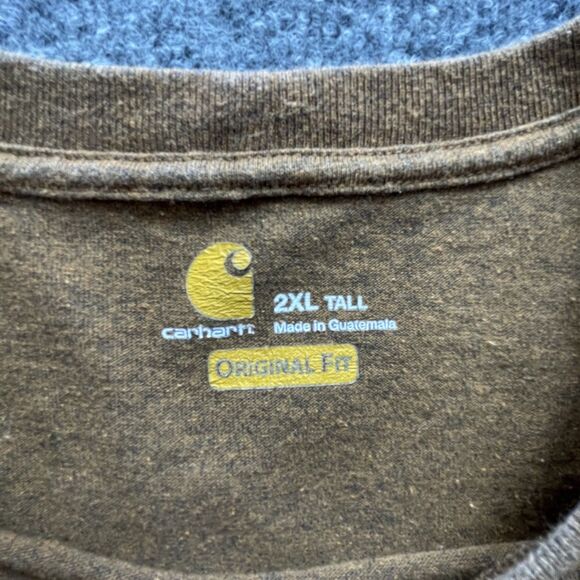 carhartt
2XL TALL
Made in Guatemala
ORIGINAL FIT